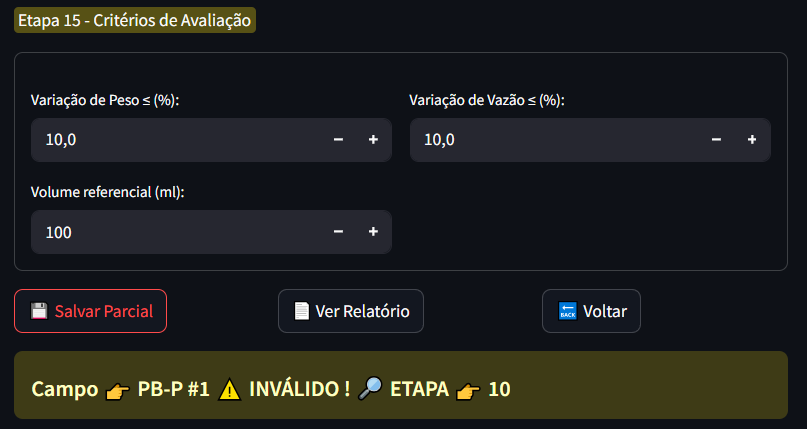 Etapa 15 - Critérios de Avaliação
Variação de Peso ≤ (%): Variação de Vazão ≤ (%):
10,0 − + 10,0 − +
Volume referencial (ml):
100 − +
💾 Salvar Parcial 📄 Ver Relatório 🔙 Voltar
Campo 👉 PB-P #1 ⚠️ INVÁLIDO ! 🔎 ETAPA 👉 10